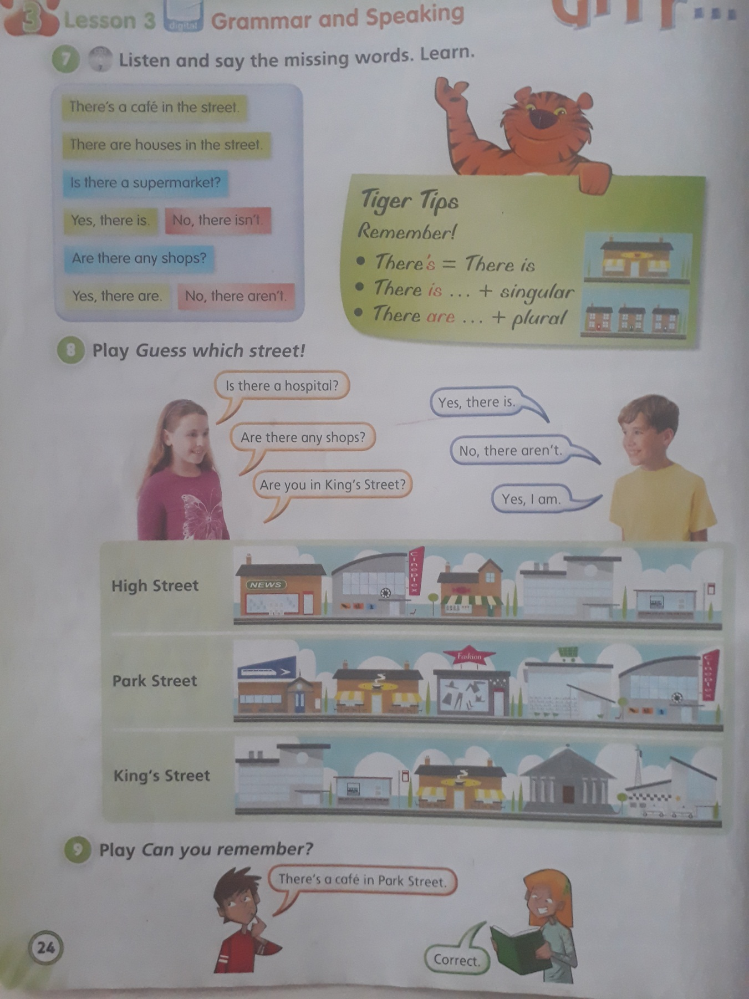 3 Lesson 3 digital Grammar and Speaking
Grrr...
7 Listen and say the missing words. Learn.
There's a café in the street.
There are houses in the street.
Is there a supermarket?
Yes, there is. No, there isn't.
Are there any shops?
Yes, there are. No, there aren't.
Tiger Tips
Remember!
• There's = There is
• There is ... + singular
• There are ... + plural
8 Play Guess which street!
Is there a hospital?
Yes, there is.
Are there any shops?
No, there aren't.
Are you in King's Street?
Yes, I am.
High Street
NEWS
Cineplex
Park Street
Fashion
Cineplex
King's Street
9 Play Can you remember?
There's a café in Park Street.
Correct.
24